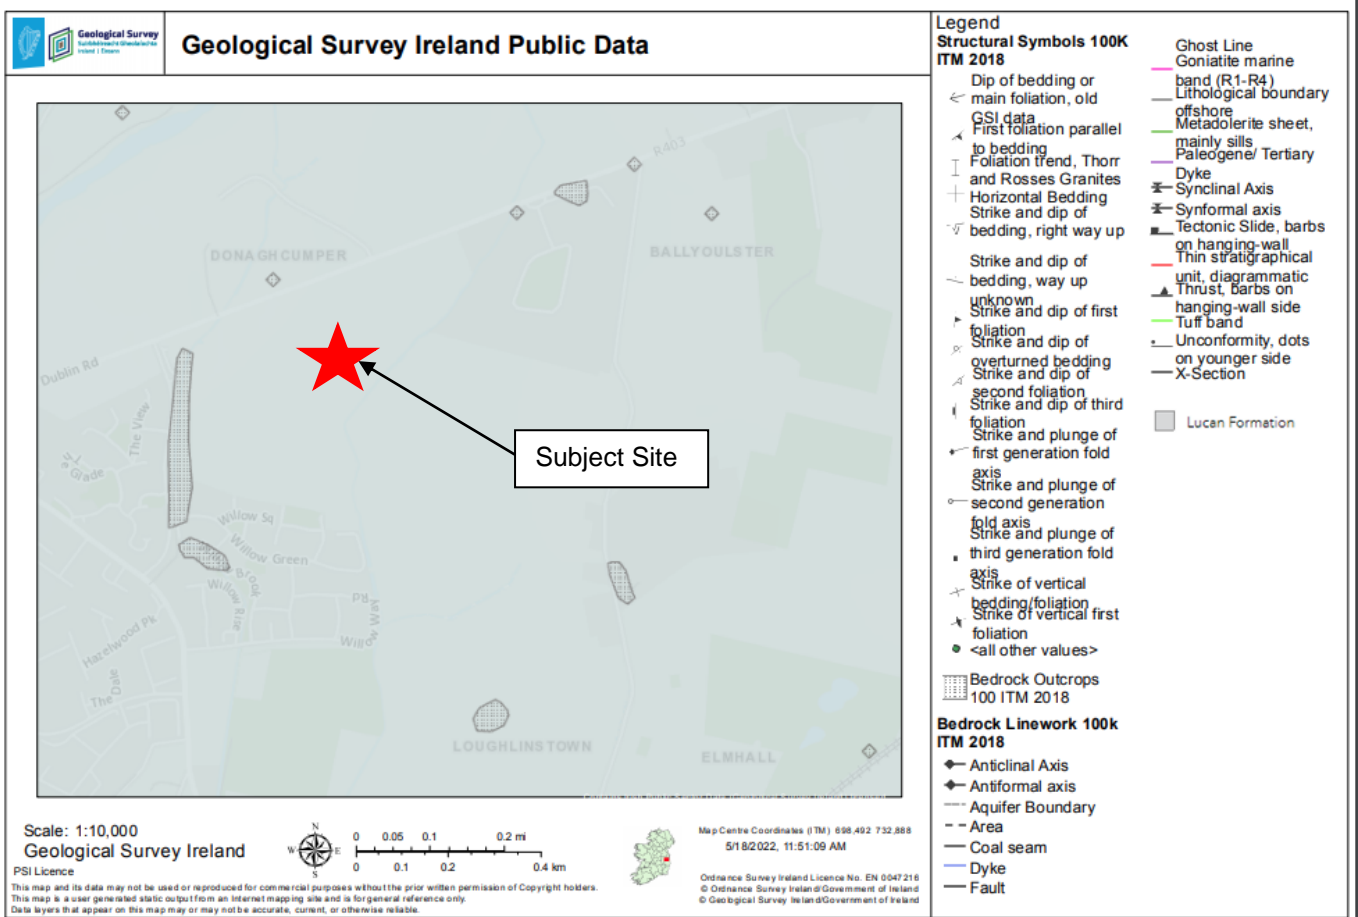 Geological Survey
Suirbhéireacht Gheolaíochta
Ireland | Éireann
Geological Survey Ireland Public Data
R403
DONAGHCUMPER
BALLYOULSTER
Dublin Rd
The View
Glade
Subject Site
Willow Sq
Willow Green
Brook
Willow Rise
Willow Way
Rd
Hazelwood Pk
The Dale
LOUGHLINSTOWN
ELMHALL
Legend
Structural Symbols 100K
ITM 2018
Dip of bedding or
main foliation, old
GSI data
First foliation parallel
to bedding
Foliation trend, Thorr
and Rosses Granites
Horizontal Bedding
Strike and dip of
bedding, right way up
Strike and dip of
bedding, way up
unknown
Strike and dip of first
foliation
Strike and dip of
overturned bedding
Strike and dip of
second foliation
Strike and dip of third
foliation
Strike and plunge of
first generation fold
axis
Strike and plunge of
second generation
fold axis
Strike and plunge of
third generation fold
axis
Strike of vertical
bedding/foliation
Strike of vertical first
foliation
<all other values>
Bedrock Outcrops
100 ITM 2018
Bedrock Linework 100k
ITM 2018
Anticlinal Axis
Antiformal axis
Aquifer Boundary
Area
Coal seam
Dyke
Fault
Ghost Line
Goniatite marine
band (R1-R4)
Lithological boundary
offshore
Metadolerite sheet,
mainly sills
Paleogene/ Tertiary
Dyke
Synclinal Axis
Synformal axis
Tectonic Slide, barbs
on hanging-wall
Thin stratigraphical
unit, diagrammatic
Thrust, barbs on
hanging-wall side
Tuff band
Unconformity, dots
on younger side
X-Section
Lucan Formation
Scale: 1:10,000
Geological Survey Ireland
PSI Licence
N
W E
S
0 0.05 0.1 0.2 mi
0 0.1 0.2 0.4 km
Map Centre Coordinates (ITM) 698,492 732,888
5/18/2022, 11:51:09 AM
This map and its data may not be used or reproduced for commercial purposes without the prior written permission of Copyright holders.
This map is a user generated static output from an Internet mapping site and is for general reference only.
Data layers that appear on this map may or may not be accurate, current, or otherwise reliable.
Ordnance Survey Ireland Licence No. EN 0047216
© Ordnance Survey Ireland/Government of Ireland
© Geological Survey Ireland/Government of Ireland